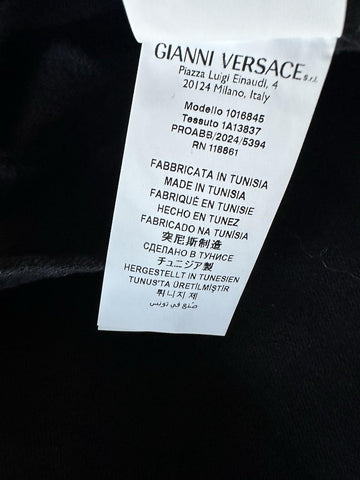 GIANNI VERSACE s.r.l.
Piazza Luigi Einaudi, 4
20124 Milano, Italy
Modello 1016845
Tessuto 1A13837
PROABB/2024/5394
RN 118861
FABBRICATA IN TUNISIA
MADE IN TUNISIA
FABRIQUÉ EN TUNISIE
HECHO EN TUNEZ
FABRICADO NA TUNÍSIA
突尼斯制造
СДЕЛАНО В ТУНИСЕ
チュニジア製
HERGESTELLT IN TUNESIEN
TUNUS'TA ÜRETİLMİŞTİR
튀니지 제
صنع في تونس